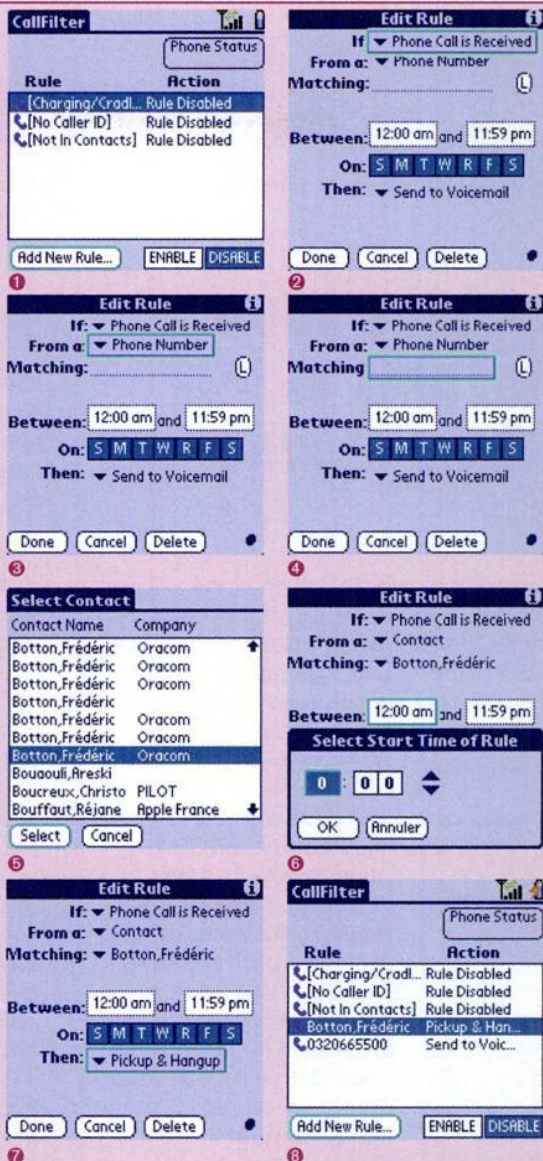 CallFilter
Phone Status
Rule Action
[Charging/Cradl... Rule Disabled
[No Caller ID] Rule Disabled
[Not In Contacts] Rule Disabled
Add New Rule... ENABLE DISABLE
1
Edit Rule i
If ▼ Phone Call is Received
From a: ▼ Phone Number
Matching: L
Between: 12:00 am and 11:59 pm
On: S M T W R F S
Then: ▼ Send to Voicemail
Done Cancel Delete
2
Edit Rule i
If: ▼ Phone Call is Received
From a: ▼ Phone Number
Matching: L
Between: 12:00 am and 11:59 pm
On: S M T W R F S
Then: ▼ Send to Voicemail
Done Cancel Delete
3
Edit Rule i
If: ▼ Phone Call is Received
From a: ▼ Phone Number
Matching L
Between: 12:00 am and 11:59 pm
On: S M T W R F S
Then: ▼ Send to Voicemail
Done Cancel Delete
4
Select Contact
Contact Name Company
Botton,Frédéric Oracom
Botton,Frédéric Oracom
Botton,Frédéric Oracom
Botton,Frédéric
Botton,Frédéric Oracom
Botton,Frédéric Oracom
Botton,Frédéric Oracom
Bouaouli,Areski
Boucreux,Christo PILOT
Bouffaut,Réjane Apple France
Select Cancel
5
Edit Rule i
If: ▼ Phone Call is Received
From a: ▼ Contact
Matching: ▼ Botton,Frédéric
Between: 12:00 am and 11:59 pm
Select Start Time of Rule
0 : 0 0
OK Annuler
6
Edit Rule i
If: ▼ Phone Call is Received
From a: ▼ Contact
Matching: ▼ Botton,Frédéric
Between: 12:00 am and 11:59 pm
On: S M T W R F S
Then: ▼ Pickup & Hangup
Done Cancel Delete
7
CallFilter
Phone Status
Rule Action
[Charging/Cradl... Rule Disabled
[No Caller ID] Rule Disabled
[Not In Contacts] Rule Disabled
Botton,Frédéric Pickup & Han...
0320665500 Send to Voic...
Add New Rule... ENABLE DISABLE
8